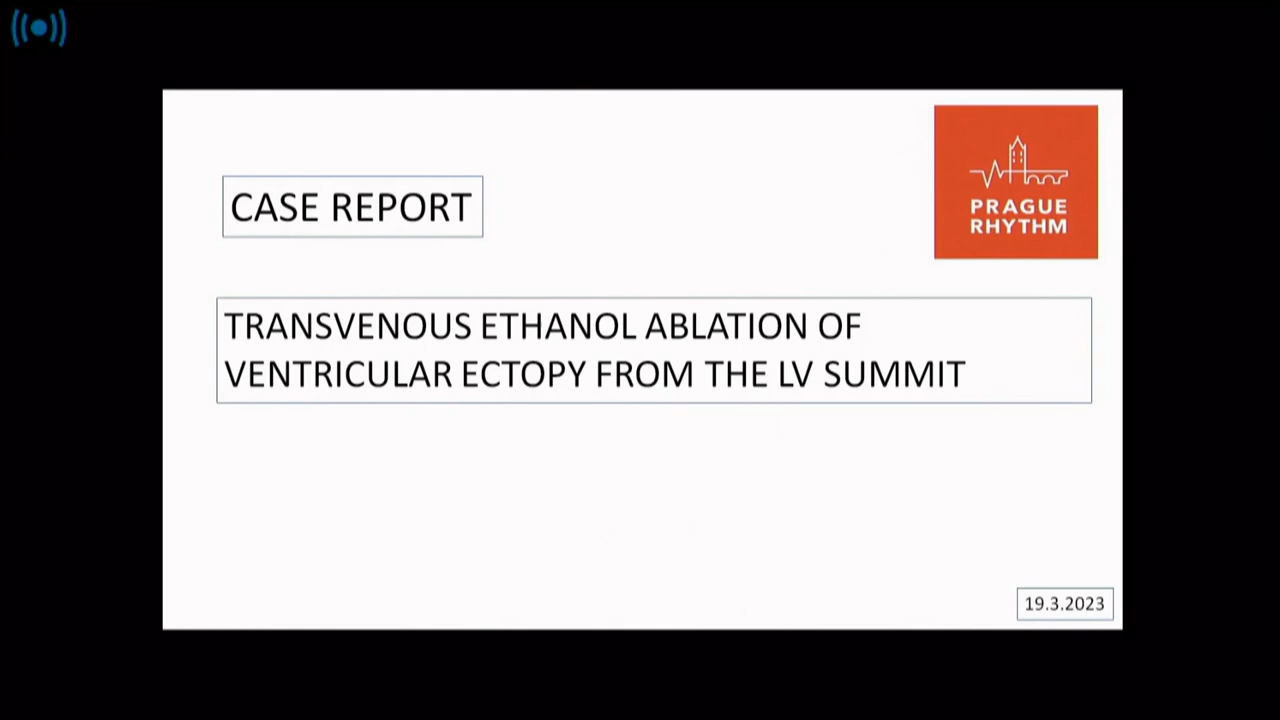 CASE REPORT
PRAGUE
RHYTHM
TRANSVENOUS ETHANOL ABLATION OF
VENTRICULAR ECTOPY FROM THE LV SUMMIT
19.3.2023